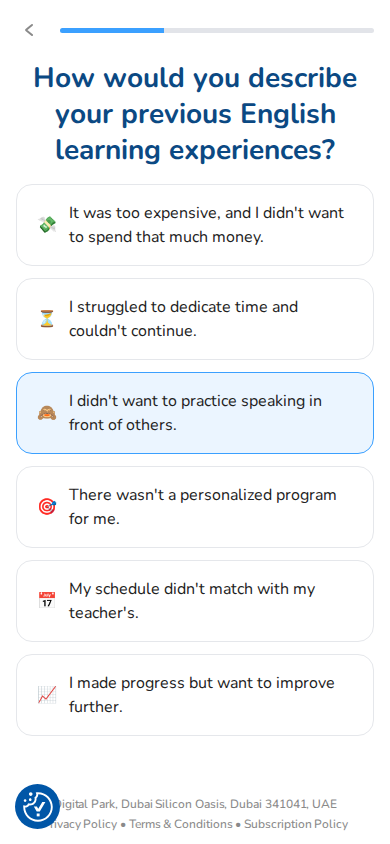 How would you describe
your previous English
learning experiences?
It was too expensive, and I didn't want
to spend that much money.
I struggled to dedicate time and
couldn't continue.
I didn't want to practice speaking in
front of others.
There wasn't a personalized program
for me.
My schedule didn't match with my
teacher's.
I made progress but want to improve
further.
Digital Park, Dubai Silicon Oasis, Dubai 341041, UAE
Policy • Terms & Conditions • Subscription Policy